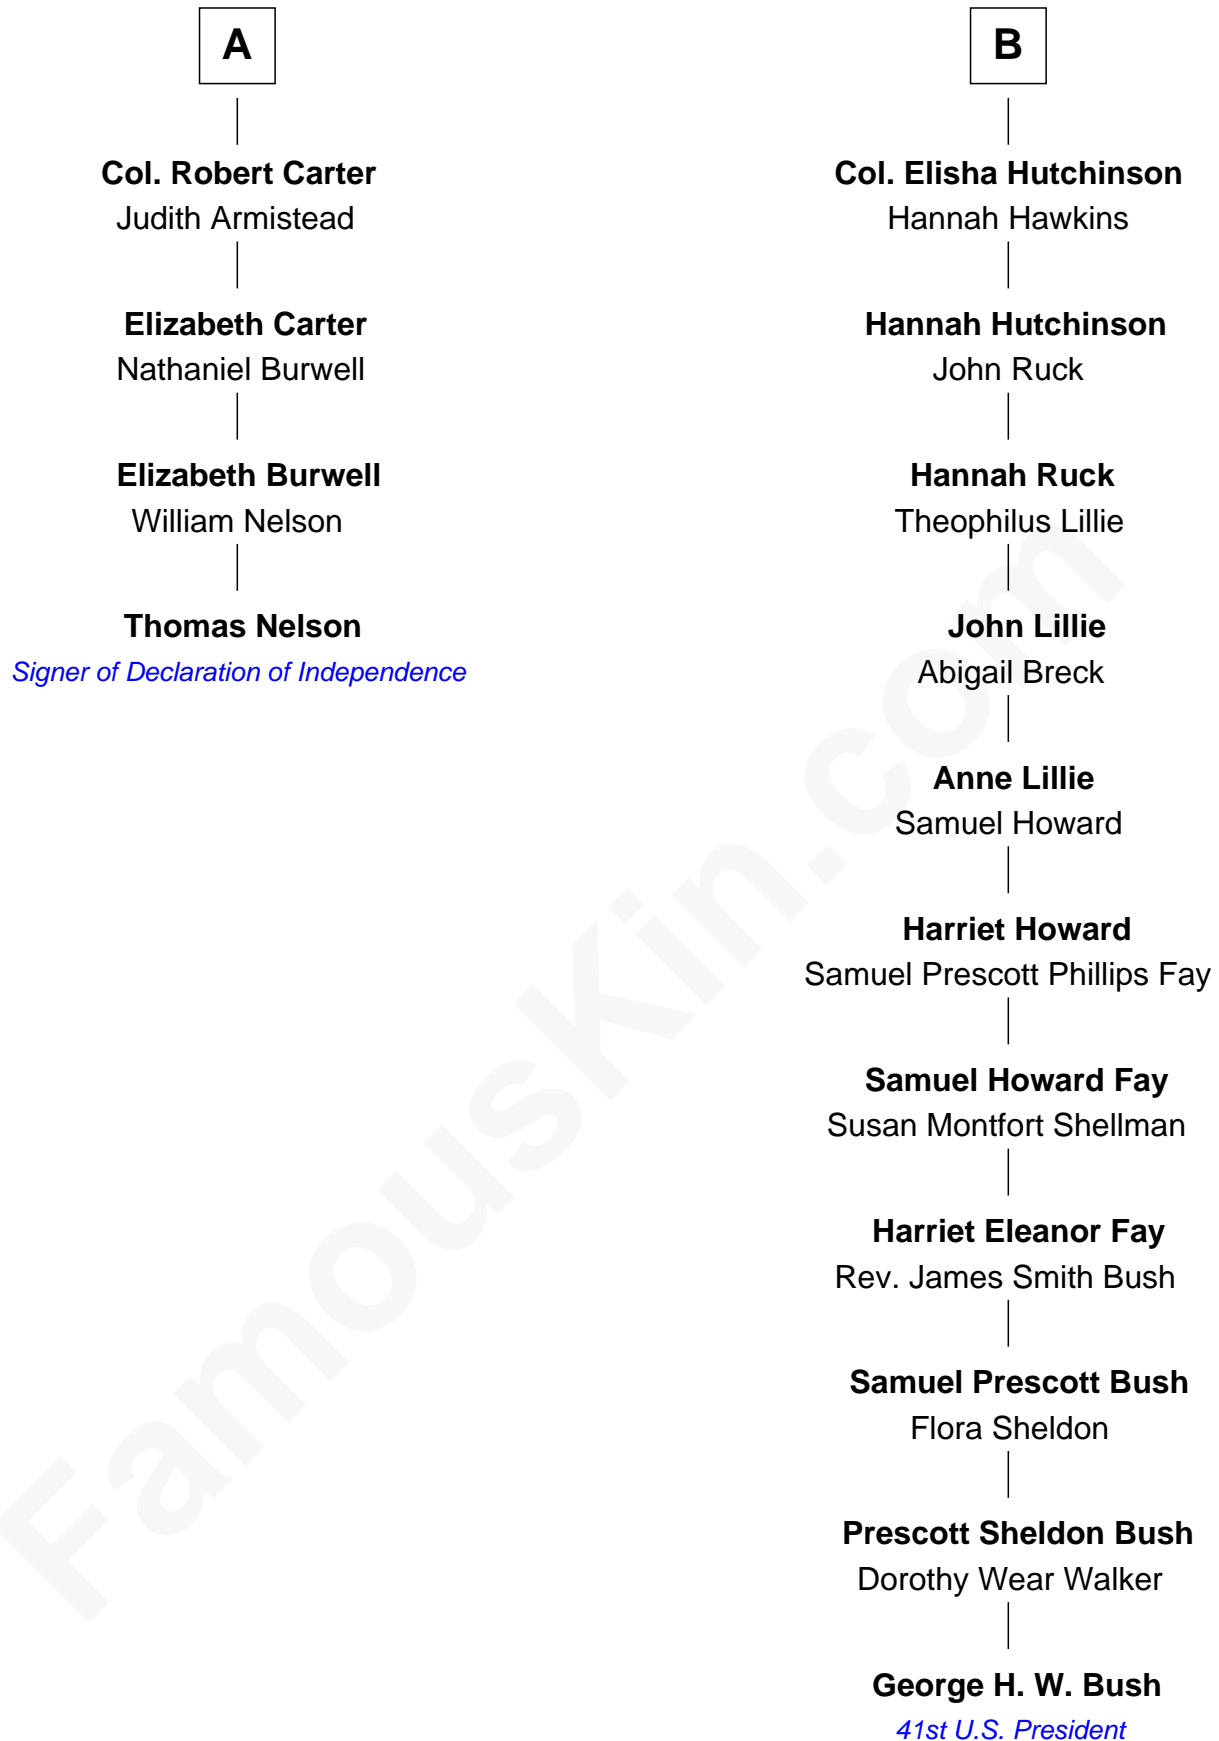 A
Col. Robert Carter
Judith Armistead
Elizabeth Carter
Nathaniel Burwell
Elizabeth Burwell
William Nelson
Thomas Nelson
Signer of Declaration of Independence
B
Col. Elisha Hutchinson
Hannah Hawkins
Hannah Hutchinson
John Ruck
Hannah Ruck
Theophilus Lillie
John Lillie
Abigail Breck
Anne Lillie
Samuel Howard
Harriet Howard
Samuel Prescott Phillips Fay
Samuel Howard Fay
Susan Montfort Shellman
Harriet Eleanor Fay
Rev. James Smith Bush
Samuel Prescott Bush
Flora Sheldon
Prescott Sheldon Bush
Dorothy Wear Walker
George H. W. Bush
41st U.S. President
FamousKin.com